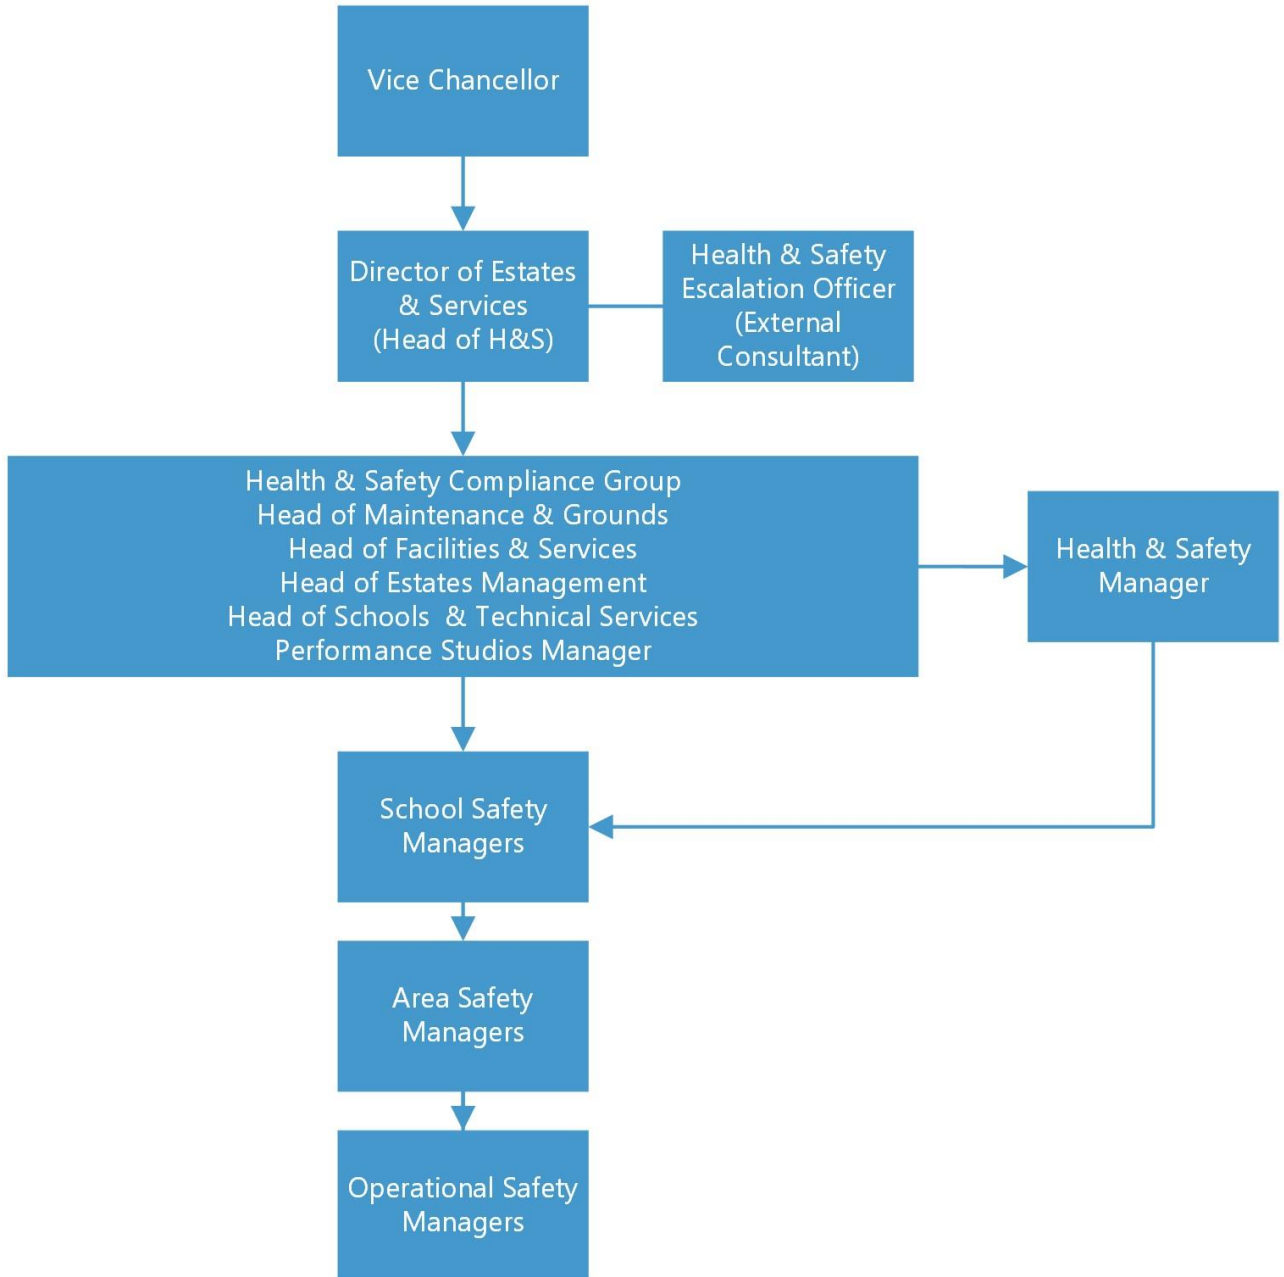 Vice Chancellor
Director of Estates
& Services
(Head of H&S)
Health & Safety
Escalation Officer
(External
Consultant)
Health & Safety Compliance Group
Head of Maintenance & Grounds
Head of Facilities & Services
Head of Estates Management
Head of Schools  & Technical Services
Performance Studios Manager
Health & Safety
Manager
School Safety
Managers
Area Safety
Managers
Operational Safety
Managers